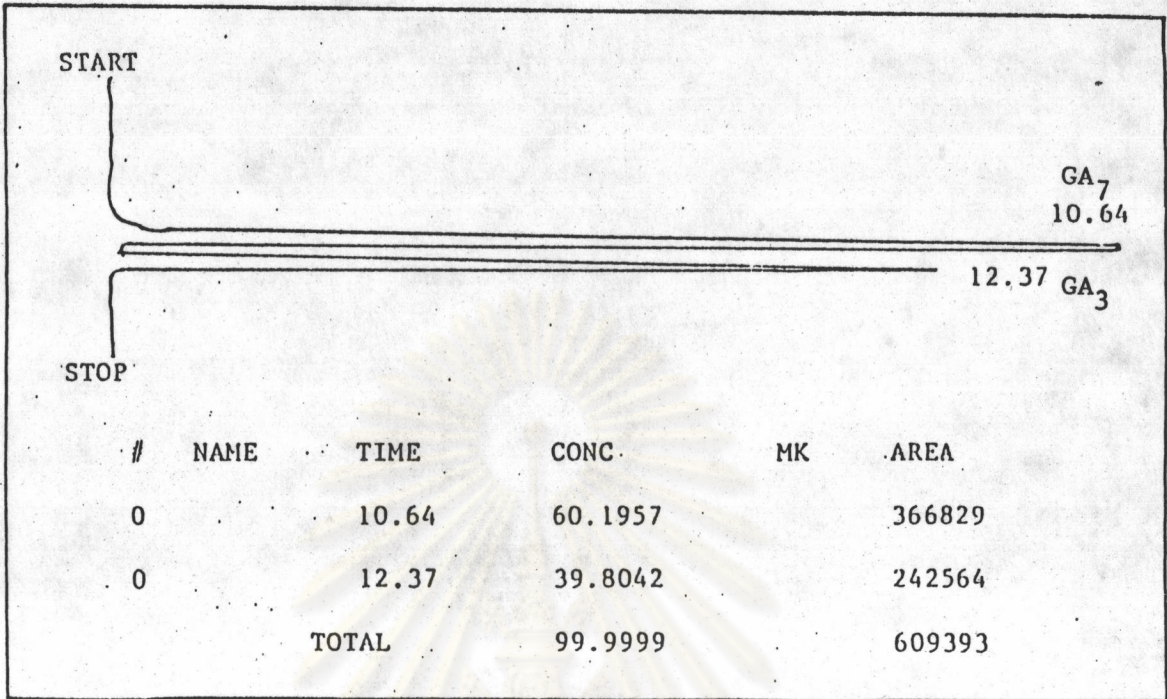 START
GA7
10.64
12.37 GA3
STOP
# NAME TIME CONC MK AREA
0 10.64 60.1957 366829
0 12.37 39.8042 242564
TOTAL 99.9999 609393